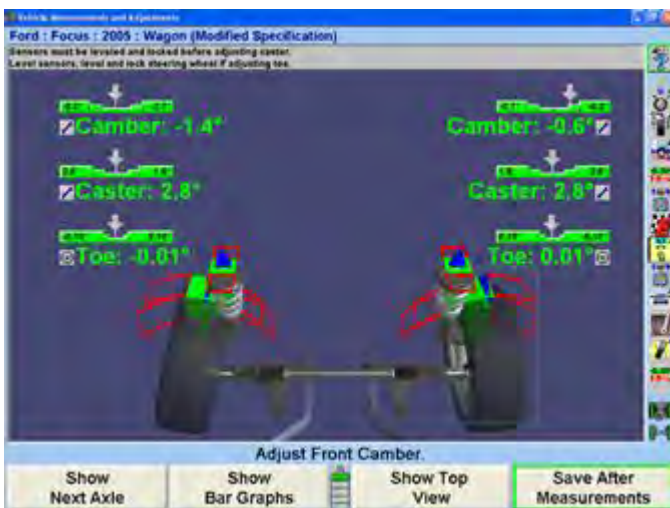 Vehicle Measurements and Adjustments
Ford : Focus : 2005 : Wagon (Modified Specification)
Sensors must be leveled and locked before adjusting caster.
Level sensors, level and lock steering wheel if adjusting toe.
Camber: -1.4°
Camber: -0.6°
Caster: 2.8°
Caster: 2.8°
Toe: -0.01°
Toe: 0.01°
Adjust Front Camber.
Show Next Axle
Show Bar Graphs
Show Top View
Save After Measurements